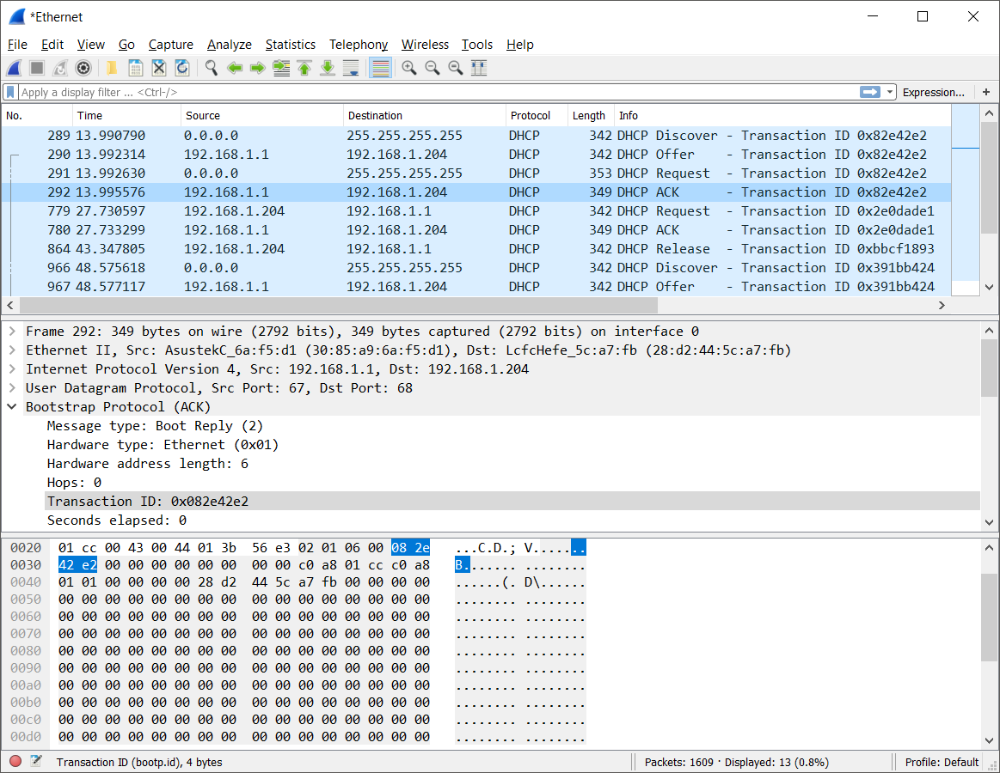 *Ethernet
File Edit View Go Capture Analyze Statistics Telephony Wireless Tools Help
Apply a display filter ... <Ctrl-/> Expression... +
No. Time Source Destination Protocol Length Info
289 13.990790 0.0.0.0 255.255.255.255 DHCP 342 DHCP Discover - Transaction ID 0x82e42e2
290 13.992314 192.168.1.1 192.168.1.204 DHCP 342 DHCP Offer - Transaction ID 0x82e42e2
291 13.992630 0.0.0.0 255.255.255.255 DHCP 353 DHCP Request - Transaction ID 0x82e42e2
292 13.995576 192.168.1.1 192.168.1.204 DHCP 349 DHCP ACK - Transaction ID 0x82e42e2
779 27.730597 192.168.1.204 192.168.1.1 DHCP 342 DHCP Request - Transaction ID 0x2e0dade1
780 27.733299 192.168.1.1 192.168.1.204 DHCP 349 DHCP ACK - Transaction ID 0x2e0dade1
864 43.347805 192.168.1.204 192.168.1.1 DHCP 342 DHCP Release - Transaction ID 0xbbcf1893
966 48.575618 0.0.0.0 255.255.255.255 DHCP 342 DHCP Discover - Transaction ID 0x391bb424
967 48.577117 192.168.1.1 192.168.1.204 DHCP 342 DHCP Offer - Transaction ID 0x391bb424
Frame 292: 349 bytes on wire (2792 bits), 349 bytes captured (2792 bits) on interface 0
Ethernet II, Src: AsustekC_6a:f5:d1 (30:85:a9:6a:f5:d1), Dst: LcfcHefe_5c:a7:fb (28:d2:44:5c:a7:fb)
Internet Protocol Version 4, Src: 192.168.1.1, Dst: 192.168.1.204
User Datagram Protocol, Src Port: 67, Dst Port: 68
Bootstrap Protocol (ACK)
Message type: Boot Reply (2)
Hardware type: Ethernet (0x01)
Hardware address length: 6
Hops: 0
Transaction ID: 0x082e42e2
Seconds elapsed: 0
0020 01 cc 00 43 00 44 01 3b 56 e3 02 01 06 00 08 2e ...C.D.; V.......
0030 42 e2 00 00 00 00 00 00 00 00 c0 a8 01 cc c0 a8 B....... ........
0040 01 01 00 00 00 00 28 d2 44 5c a7 fb 00 00 00 00 ......(. D\......
0050 00 00 00 00 00 00 00 00 00 00 00 00 00 00 00 00 ........ ........
0060 00 00 00 00 00 00 00 00 00 00 00 00 00 00 00 00 ........ ........
0070 00 00 00 00 00 00 00 00 00 00 00 00 00 00 00 00 ........ ........
0080 00 00 00 00 00 00 00 00 00 00 00 00 00 00 00 00 ........ ........
0090 00 00 00 00 00 00 00 00 00 00 00 00 00 00 00 00 ........ ........
00a0 00 00 00 00 00 00 00 00 00 00 00 00 00 00 00 00 ........ ........
00b0 00 00 00 00 00 00 00 00 00 00 00 00 00 00 00 00 ........ ........
00c0 00 00 00 00 00 00 00 00 00 00 00 00 00 00 00 00 ........ ........
00d0 00 00 00 00 00 00 00 00 00 00 00 00 00 00 00 00 ........ ........
Transaction ID (bootp.id), 4 bytes Packets: 1609 · Displayed: 13 (0.8%) Profile: Default